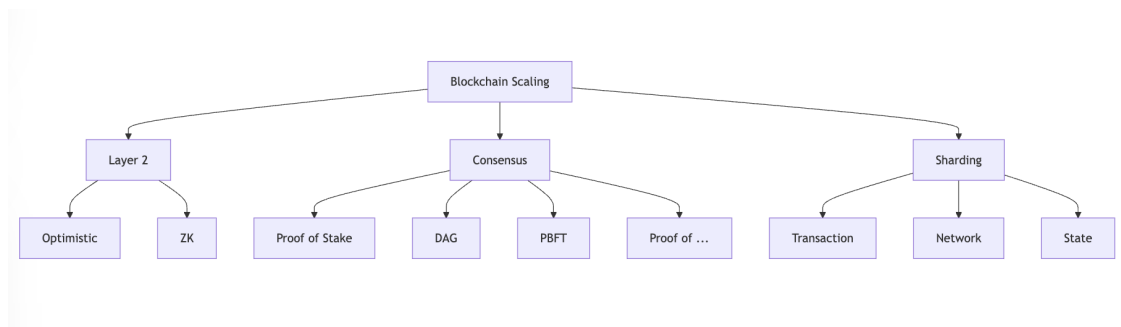 Blockchain Scaling
Layer 2
Consensus
Sharding
Optimistic
ZK
Proof of Stake
DAG
PBFT
Proof of ...
Transaction
Network
State